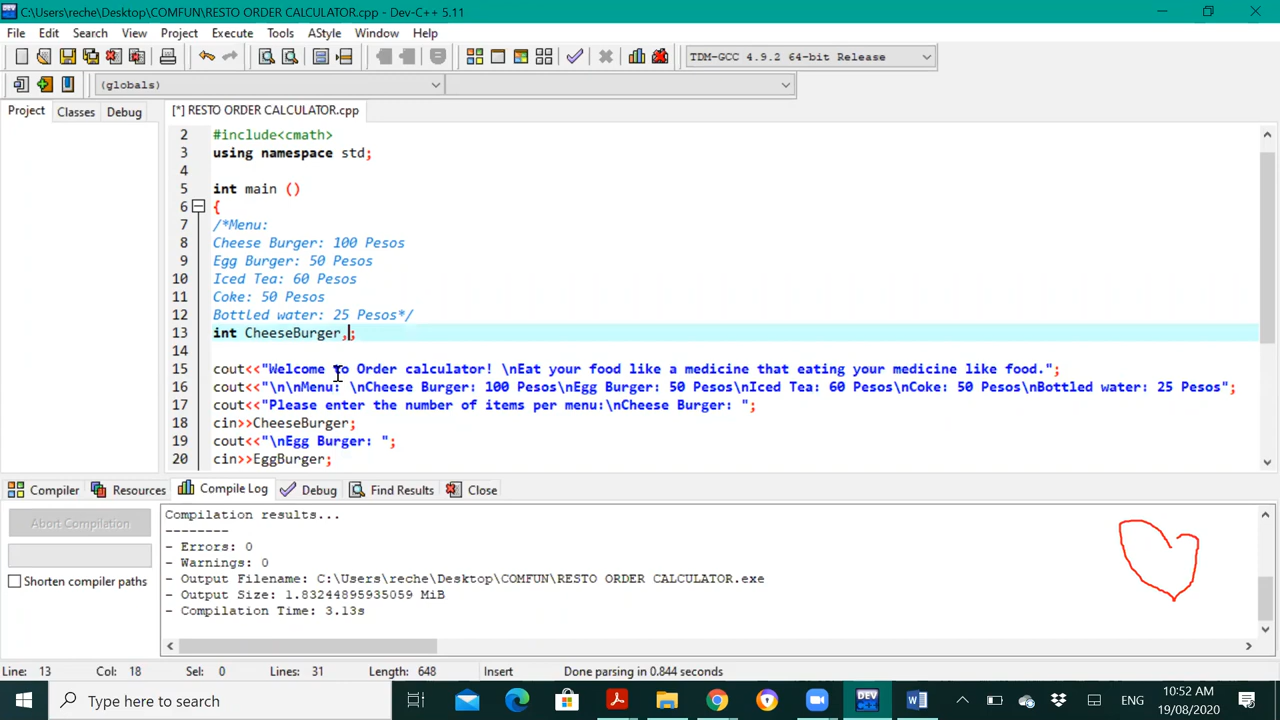 C:\Users\reche\Desktop\COMFUN\RESTO ORDER CALCULATOR.cpp - Dev-C++ 5.11
File Edit Search View Project Execute Tools AStyle Window Help
TDM-GCC 4.9.2 64-bit Release
(globals)
Project Classes Debug
[*] RESTO ORDER CALCULATOR.cpp
2 #include<cmath>
3 using namespace std;
4
5 int main ()
6 {
7 /*Menu:
8 Cheese Burger: 100 Pesos
9 Egg Burger: 50 Pesos
10 Iced Tea: 60 Pesos
11 Coke: 50 Pesos
12 Bottled water: 25 Pesos*/
13 int CheeseBurger,;
14
15 cout<<"Welcome to Order calculator! \nEat your food like a medicine that eating your medicine like food.";
16 cout<<"\n\nMenu: \nCheese Burger: 100 Pesos\nEgg Burger: 50 Pesos\nIced Tea: 60 Pesos\nCoke: 50 Pesos\nBottled water: 25 Pesos";
17 cout<<"Please enter the number of items per menu:\nCheese Burger: ";
18 cin>>CheeseBurger;
19 cout<<"\nEgg Burger: ";
20 cin>>EggBurger;
Compiler Resources Compile Log Debug Find Results Close
Abort Compilation
Shorten compiler paths
Compilation results...
--------
- Errors: 0
- Warnings: 0
- Output Filename: C:\Users\reche\Desktop\COMFUN\RESTO ORDER CALCULATOR.exe
- Output Size: 1.83244895935059 MiB
- Compilation Time: 3.13s
Line: 13 Col: 18 Sel: 0 Lines: 31 Length: 648 Insert Done parsing in 0.844 seconds
Type here to search
ENG
10:52 AM
19/08/2020